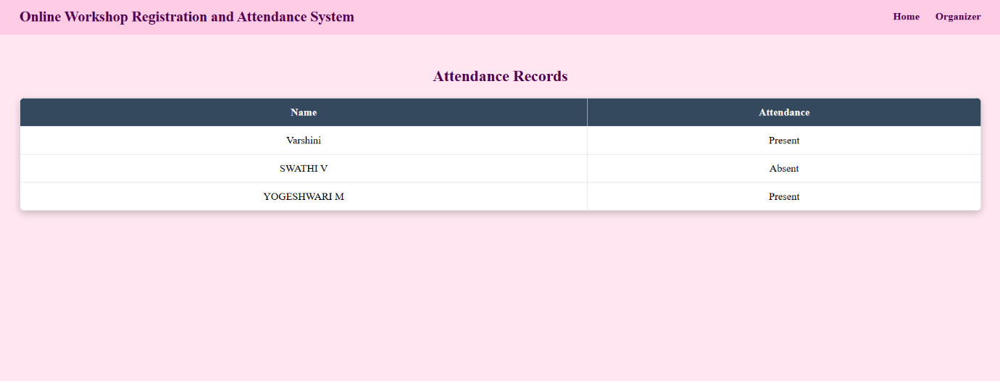 Online Workshop Registration and Attendance System Home Organizer
Attendance Records
Name Attendance
Varshini Present
SWATHI V Absent
YOGESHWARI M Present